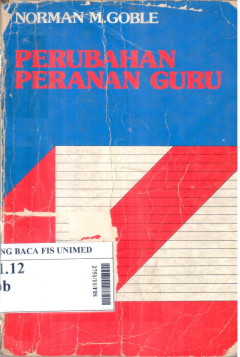 NORMAN M.GOBLE
PERUBAHAN
PERANAN GURU
NG BACA FIS UNIMED
1.12
ob